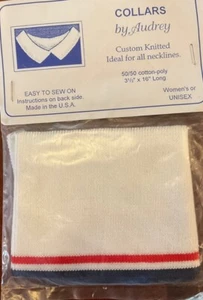 COLLARS
by Audrey
Custom Knitted
Ideal for all necklines.
50/50 cotton-poly
3½" x 16" Long
EASY TO SEW ON
Instructions on back side.
Made in the U.S.A.
Women's or
UNISEX